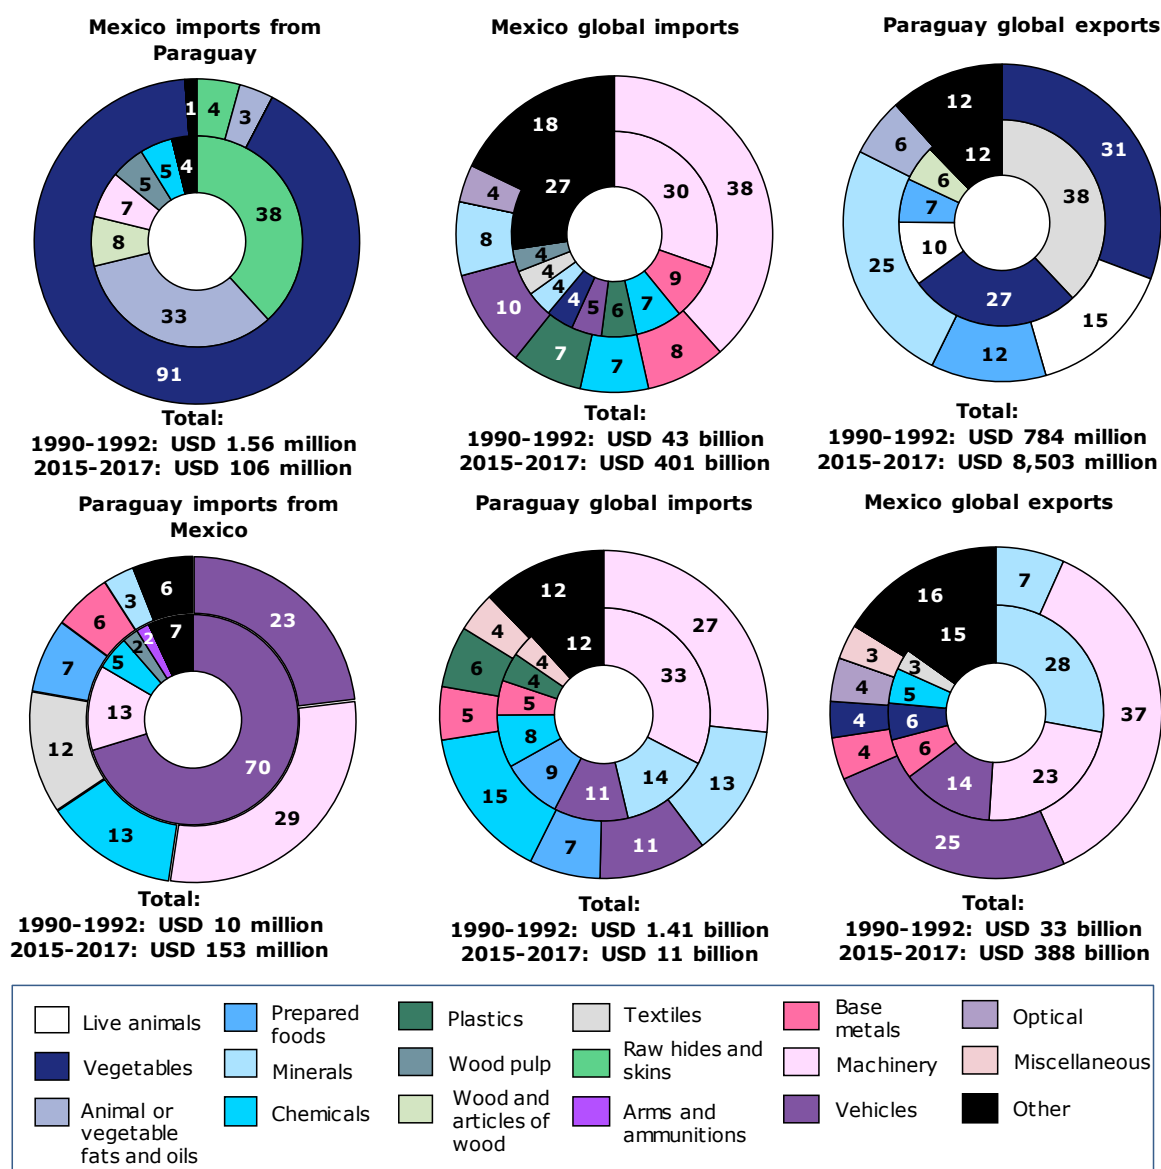 Mexico imports from
Paraguay
1
4
3
4
5
5
7
8
38
33
91
Total:
1990-1992: USD 1.56 million
2015-2017: USD 106 million
Mexico global imports
18
4
27
30
38
8
4
4
4
9
10
4
5
6
7
7
7
8
Total:
1990-1992: USD 43 billion
2015-2017: USD 401 billion
Paraguay global exports
12
6
12
31
6
38
7
10
25
27
15
12
Total:
1990-1992: USD 784 million
2015-2017: USD 8,503 million
Paraguay imports from
Mexico
6
3
6
7
23
2
2
5
7
13
12
70
29
13
Total:
1990-1992: USD 10 million
2015-2017: USD 153 million
Paraguay global imports
12
4
12
27
6
4
4
33
5
5
8
9
14
13
15
11
11
7
Total:
1990-1992: USD 1.41 billion
2015-2017: USD 11 billion
Mexico global exports
7
16
15
3
3
28
4
5
37
4
6
4
6
14
23
25
Total:
1990-1992: USD 33 billion
2015-2017: USD 388 billion
Live animals
Vegetables
Animal or
vegetable
fats and oils
Prepared
foods
Minerals
Chemicals
Plastics
Wood pulp
Wood and
articles of
wood
Textiles
Raw hides and
skins
Arms and
ammunitions
Base
metals
Machinery
Vehicles
Optical
Miscellaneous
Other